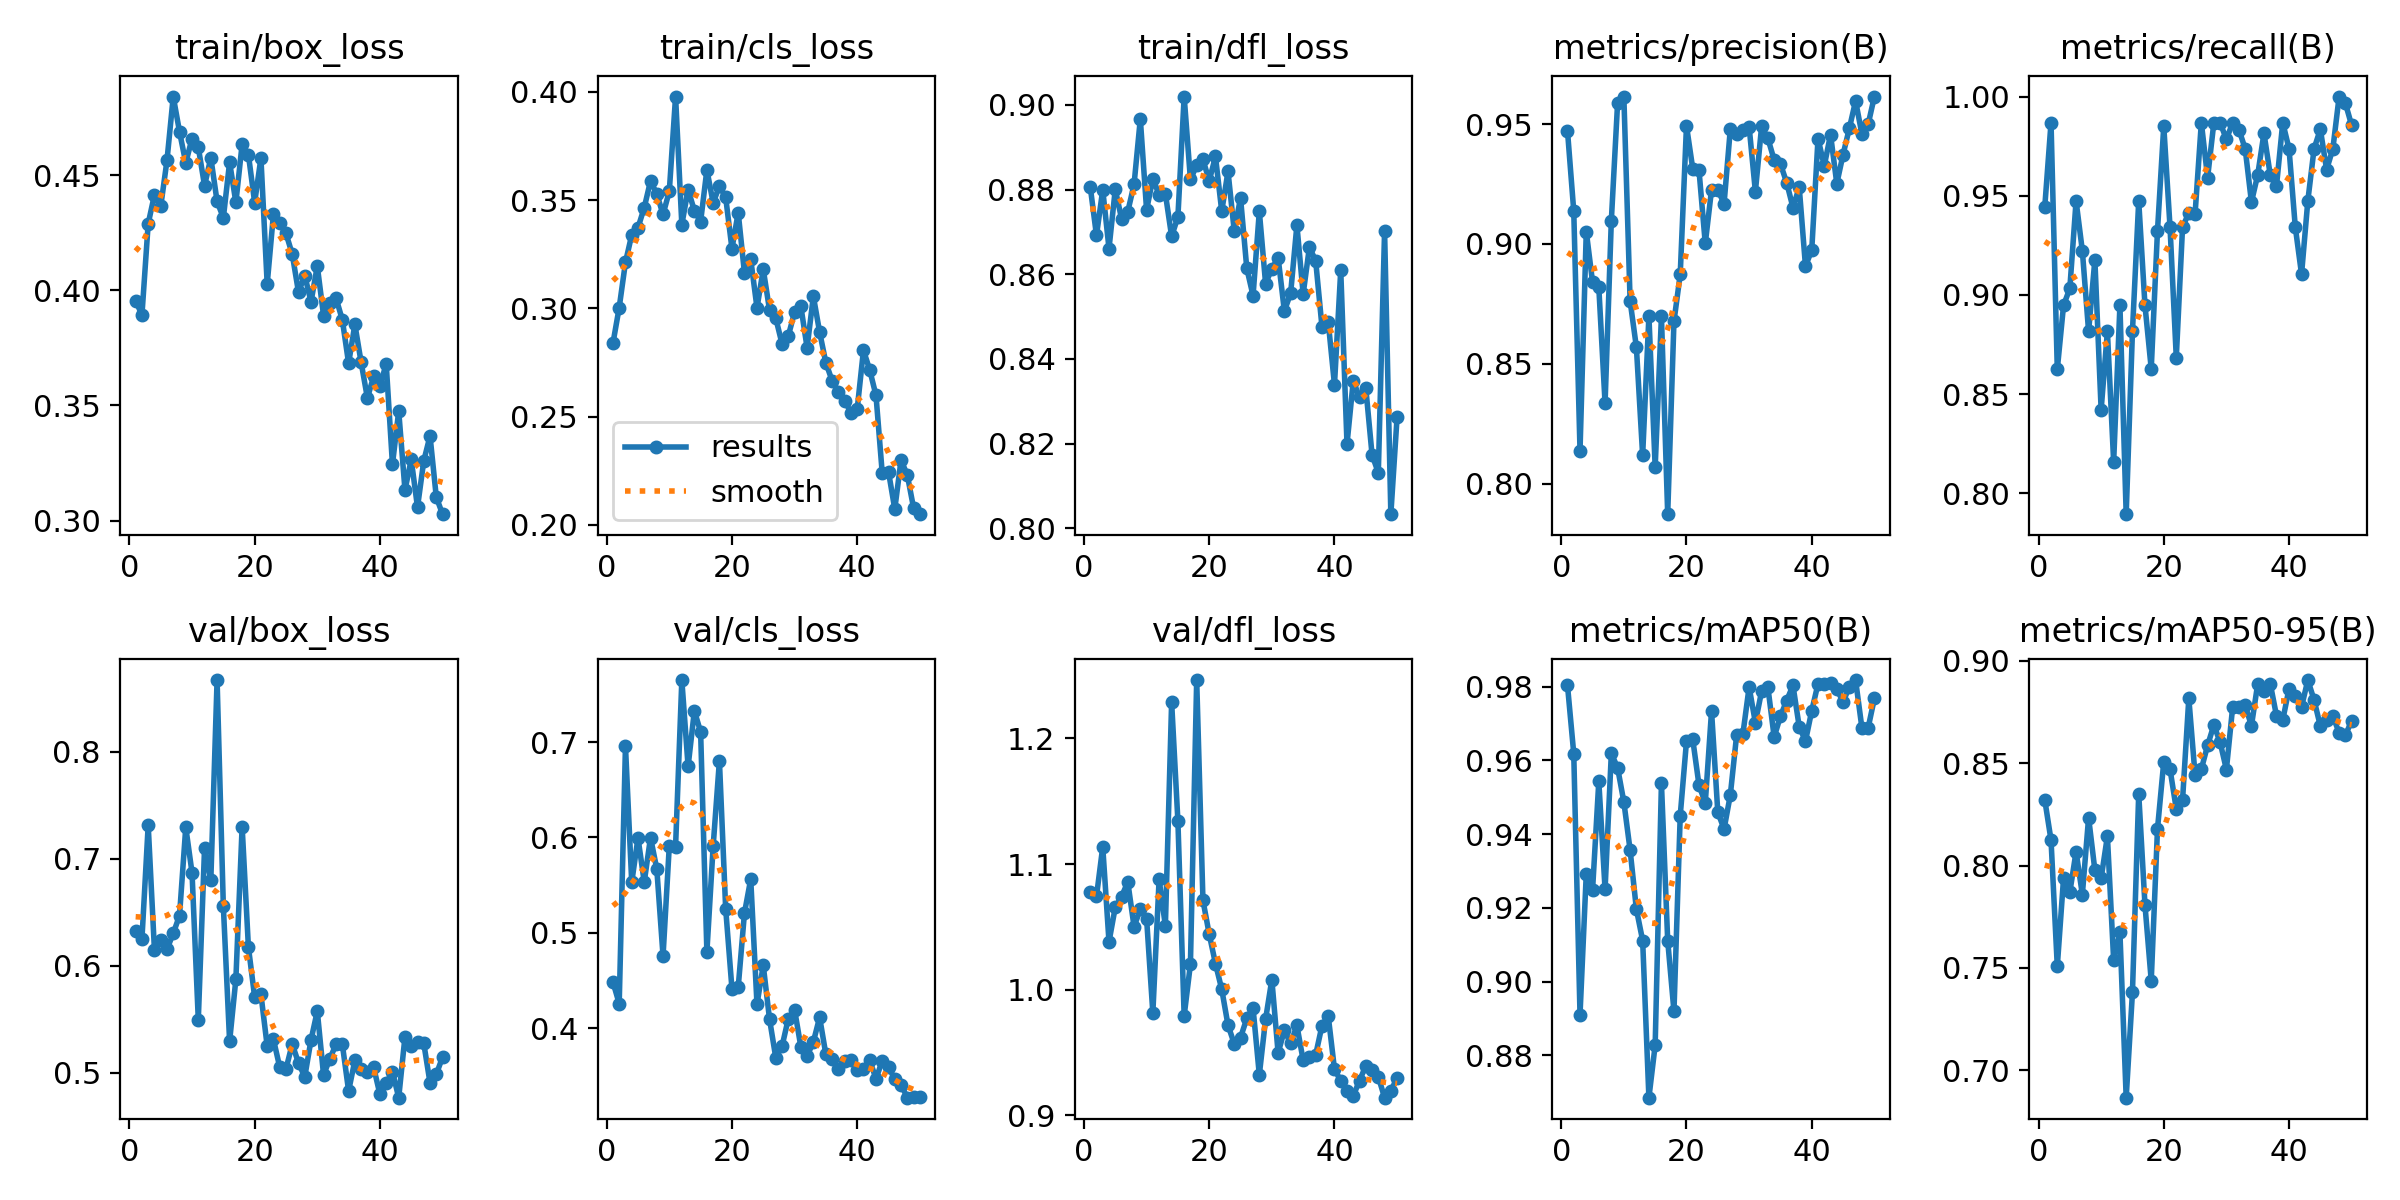 train/box_loss
0.45
0.40
0.35
0.30
0 20 40
train/cls_loss
0.40
0.35
0.30
0.25
0.20
results
smooth
0 20 40
train/dfl_loss
0.90
0.88
0.86
0.84
0.82
0.80
0 20 40
metrics/precision(B)
0.95
0.90
0.85
0.80
0 20 40
metrics/recall(B)
1.00
0.95
0.90
0.85
0.80
0 20 40
val/box_loss
0.8
0.7
0.6
0.5
0 20 40
val/cls_loss
0.7
0.6
0.5
0.4
0 20 40
val/dfl_loss
1.2
1.1
1.0
0.9
0 20 40
metrics/mAP50(B)
0.98
0.96
0.94
0.92
0.90
0.88
0 20 40
metrics/mAP50-95(B)
0.90
0.85
0.80
0.75
0.70
0 20 40